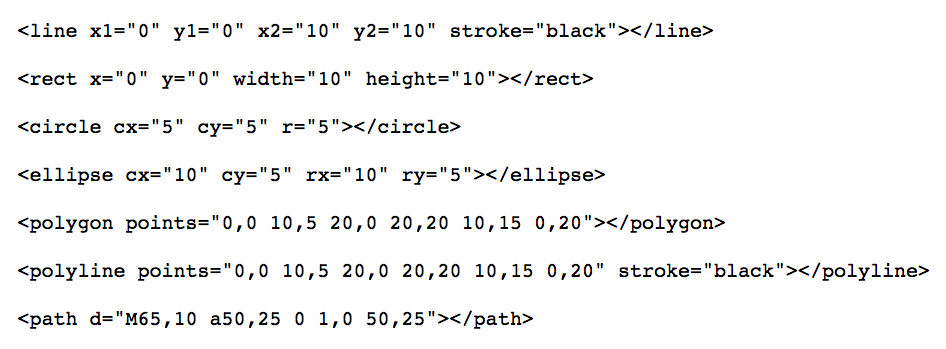 <line x1="0" y1="0" x2="10" y2="10" stroke="black"></line>
<rect x="0" y="0" width="10" height="10"></rect>
<circle cx="5" cy="5" r="5"></circle>
<ellipse cx="10" cy="5" rx="10" ry="5"></ellipse>
<polygon points="0,0 10,5 20,0 20,20 10,15 0,20"></polygon>
<polyline points="0,0 10,5 20,0 20,20 10,15 0,20" stroke="black"></polyline>
<path d="M65,10 a50,25 0 1,0 50,25"></path>